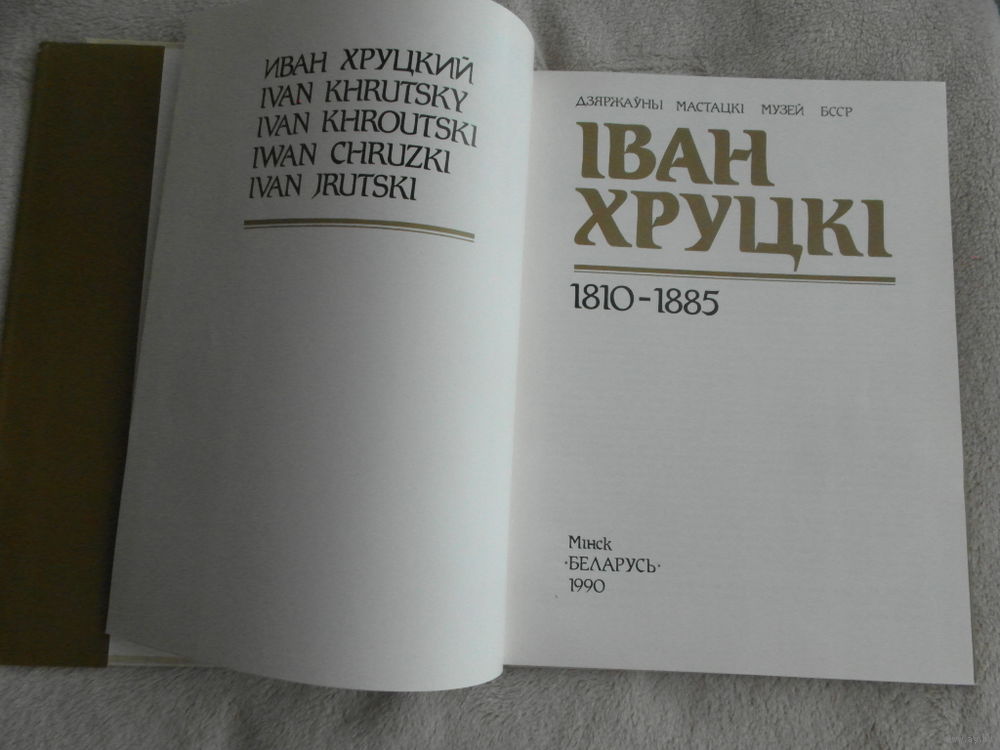 ИВАН ХРУЦКИЙ
IVAN KHRUTSKY
IVAN KHROUTSKI
IWAN CHRUZKI
IVAN JRUTSKI
ДЗЯРЖАЎНЫ МАСТАЦКІ МУЗЕЙ БССР
ІВАН
ХРУЦКІ
1810-1885
Мінск
·БЕЛАРУСЬ·
1990